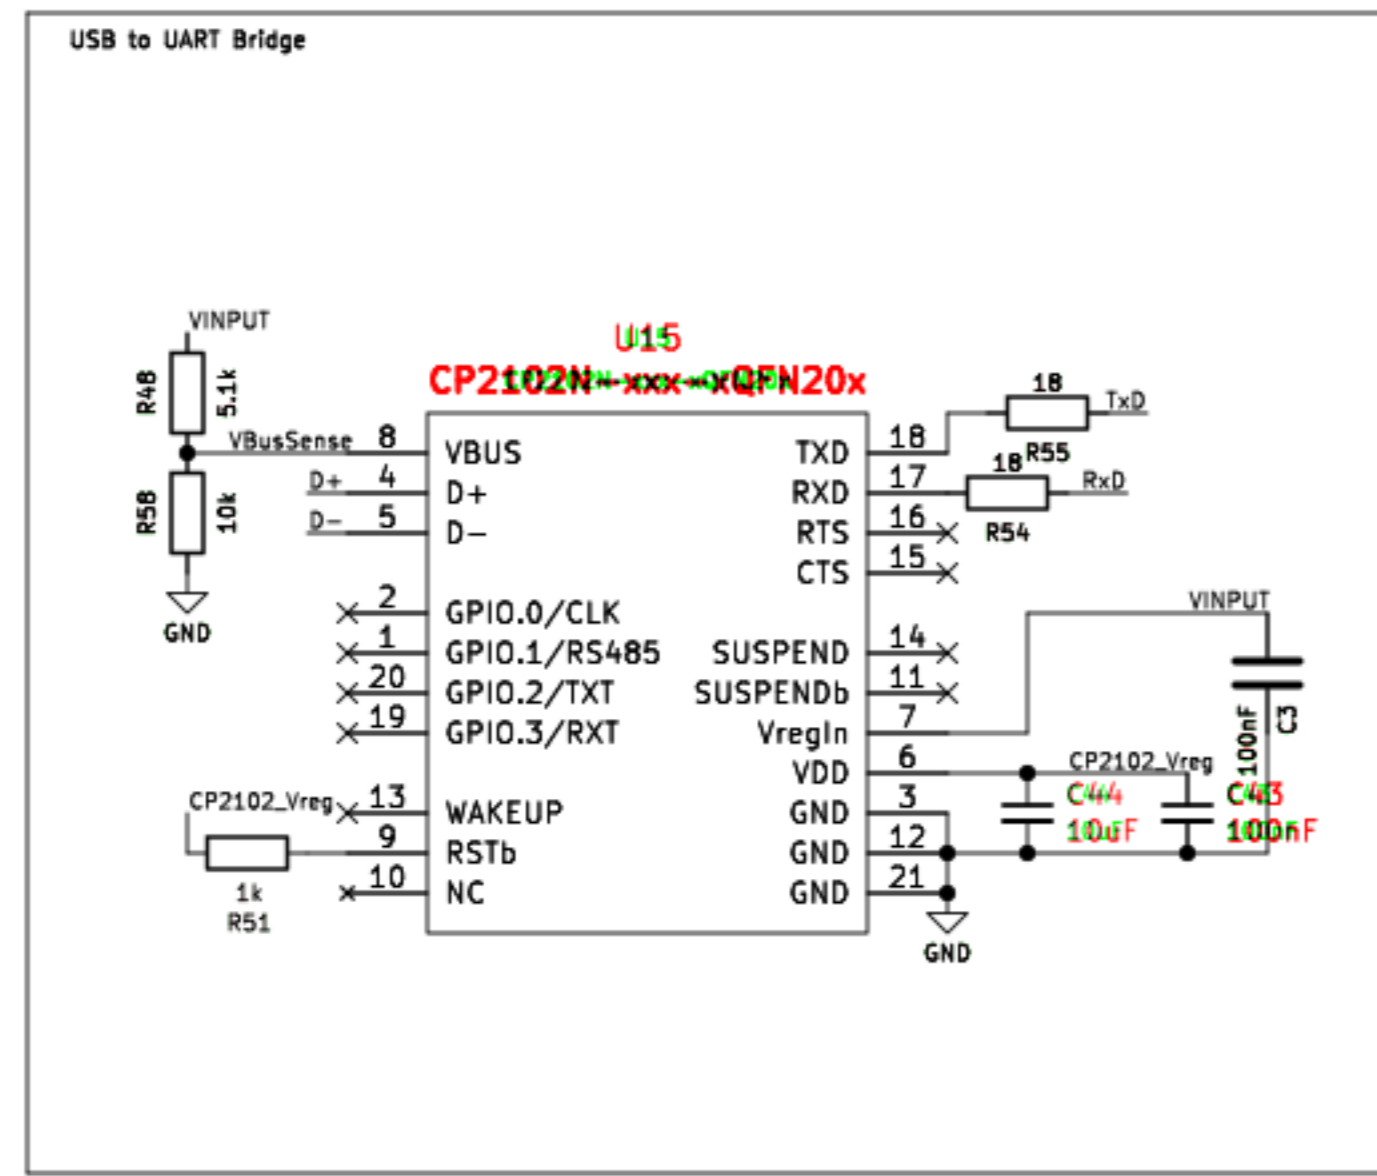 USB to UART Bridge
VINPUT
R48
5.1k
VBusSense
R58
10k
GND
D+
D-
U15
CP2102N-xxx-xQFN20x
8 VBUS
4 D+
5 D-
2 GPIO.0/CLK
1 GPIO.1/RS485
20 GPIO.2/TXT
19 GPIO.3/RXT
CP2102_Vreg
13 WAKEUP
9 RSTb
10 NC
1k
R51
TXD 18
RXD 17
RTS 16
CTS 15
SUSPEND 14
SUSPENDb 11
VregIn 7
VDD 6
GND 3
GND 12
GND 21
18
TxD
R55
18
RxD
R54
VINPUT
100nF
C3
CP2102_Vreg
C44
10uF
C43
100nF
GND